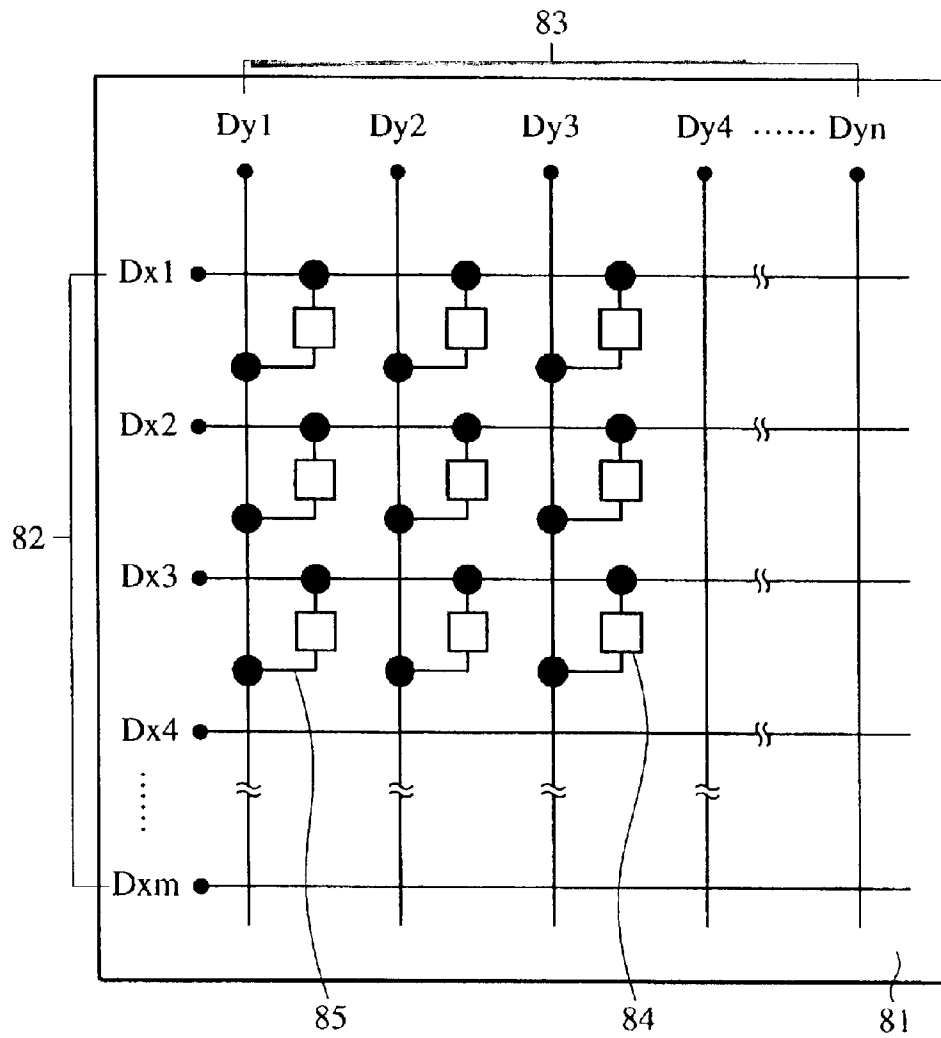 83
Dy1 Dy2 Dy3 Dy4 ...... Dyn
Dx1
Dx2
82
Dx3
Dx4
......
Dxm
85 84 81